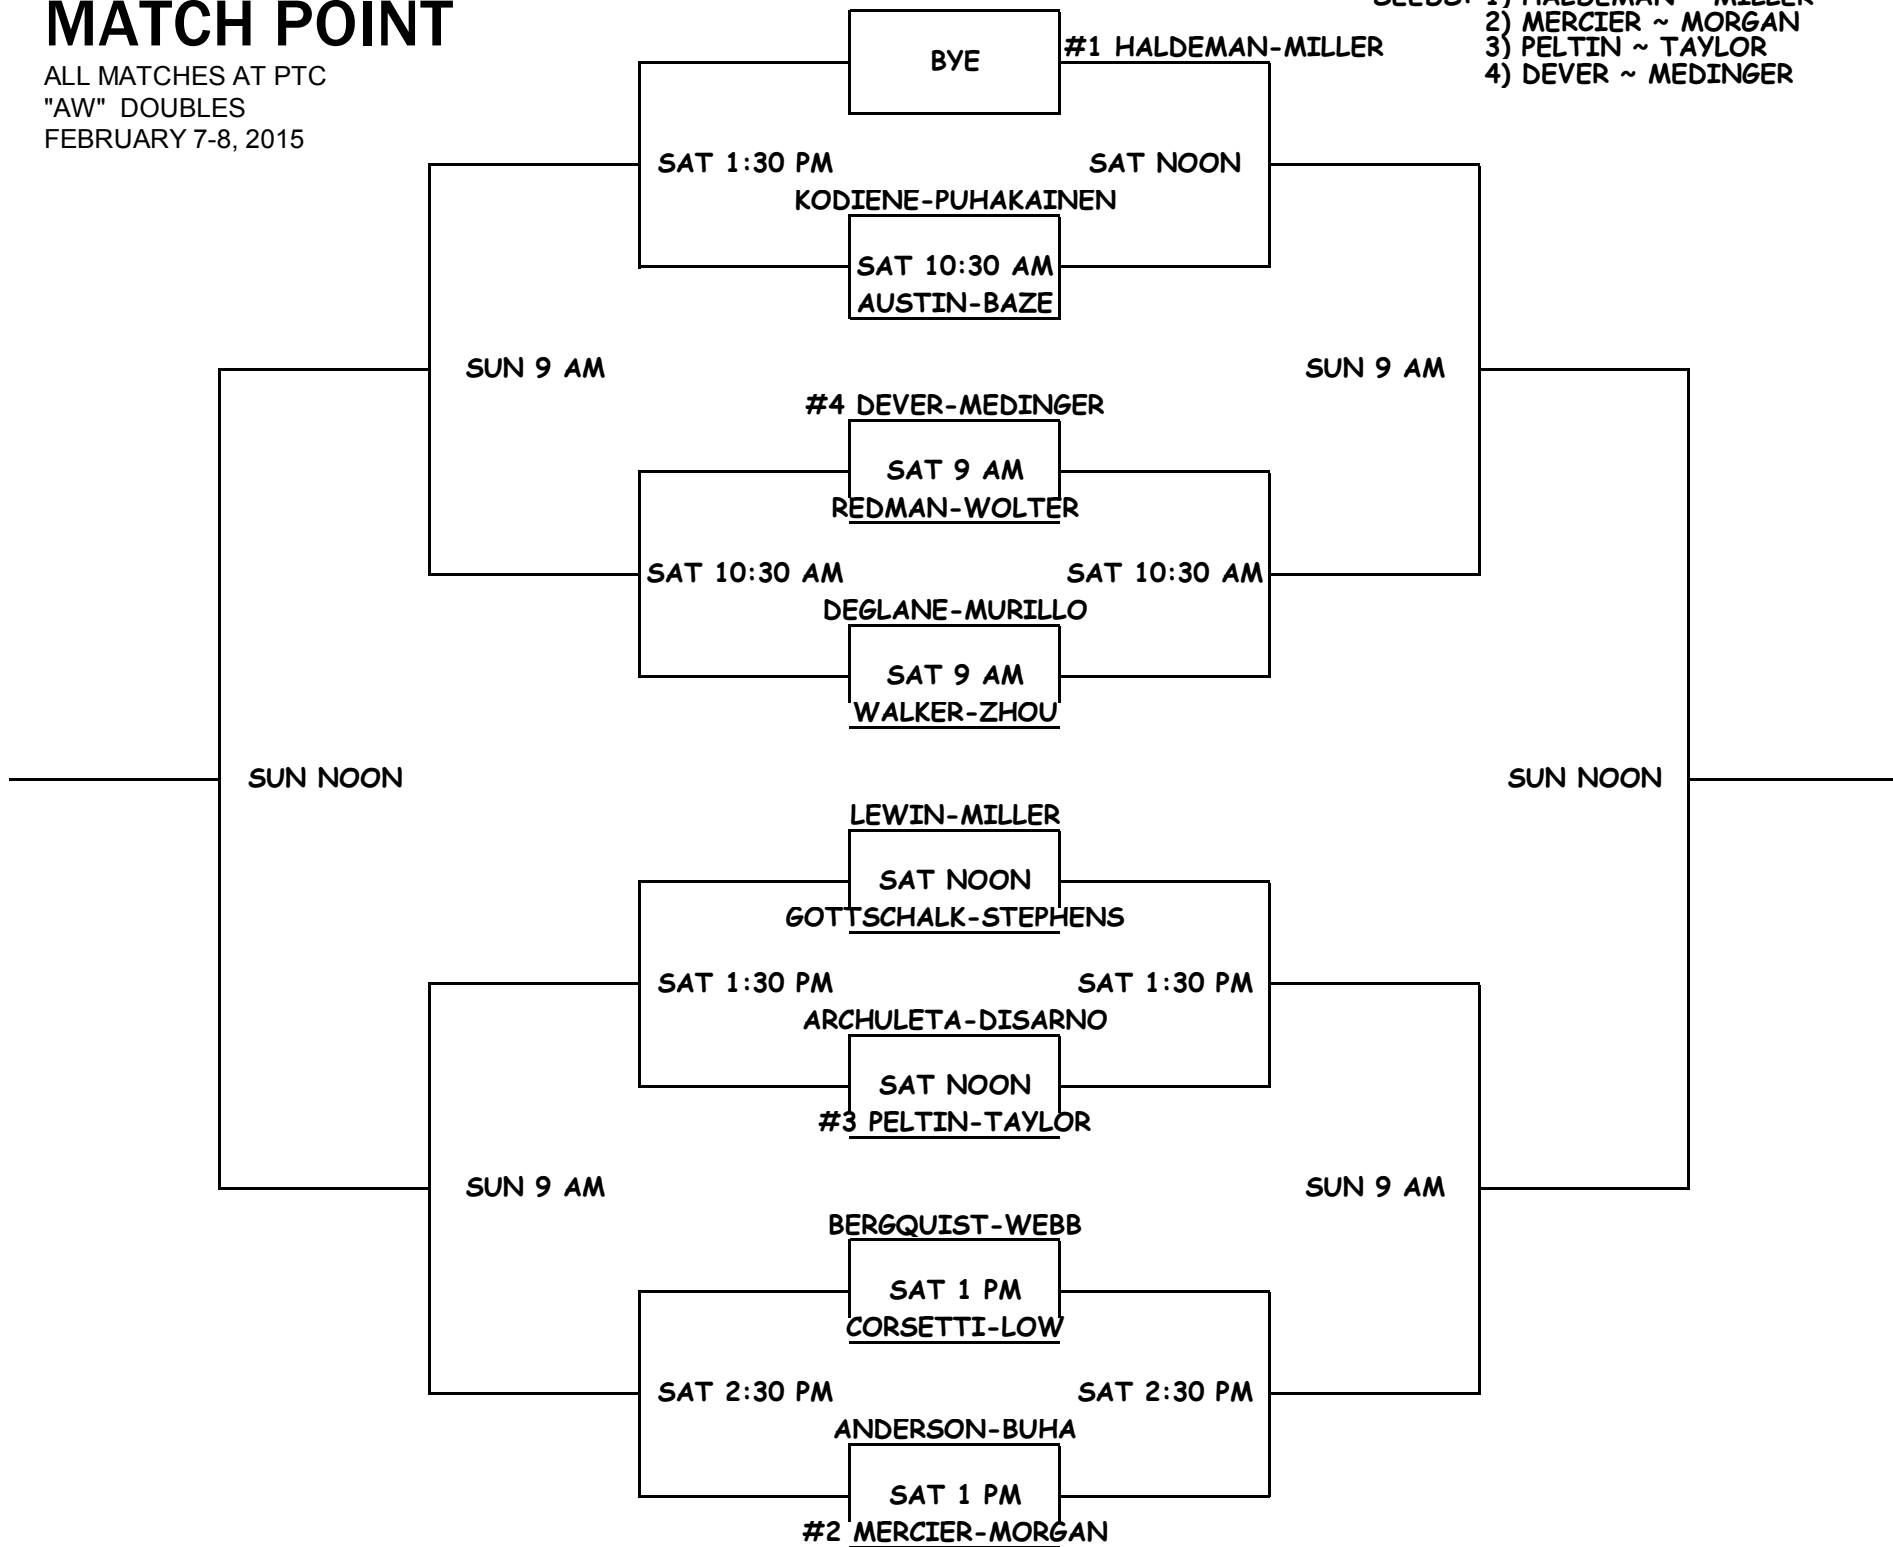 MATCH POINT
SEEDS: 1) HALDEMAN ~ MILLER
2) MERCIER ~ MORGAN
3) PELTIN ~ TAYLOR
4) DEVER ~ MEDINGER
ALL MATCHES AT PTC
"AW" DOUBLES
FEBRUARY 7-8, 2015
BYE
#1 HALDEMAN-MILLER
SAT 1:30 PM
SAT NOON
KODIENE-PUHAKAINEN
SAT 10:30 AM
AUSTIN-BAZE
SUN 9 AM
SUN 9 AM
#4 DEVER-MEDINGER
SAT 9 AM
REDMAN-WOLTER
SAT 10:30 AM
SAT 10:30 AM
DEGLANE-MURILLO
SAT 9 AM
WALKER-ZHOU
SUN NOON
SUN NOON
LEWIN-MILLER
SAT NOON
GOTTSCHALK-STEPHENS
SAT 1:30 PM
SAT 1:30 PM
ARCHULETA-DISARNO
SAT NOON
#3 PELTIN-TAYLOR
SUN 9 AM
SUN 9 AM
BERGQUIST-WEBB
SAT 1 PM
CORSETTI-LOW
SAT 2:30 PM
SAT 2:30 PM
ANDERSON-BUHA
SAT 1 PM
#2 MERCIER-MORGAN